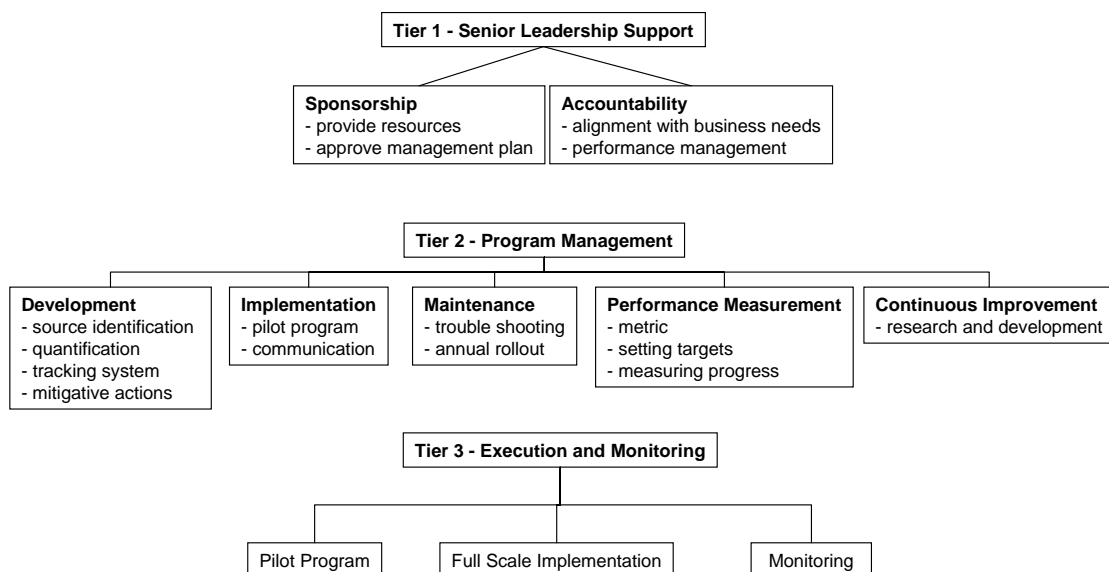 Tier 1 - Senior Leadership Support
Sponsorship
- provide resources
- approve management plan
Accountability
- alignment with business needs
- performance management
Tier 2 - Program Management
Development
- source identification
- quantification
- tracking system
- mitigative actions
Implementation
- pilot program
- communication
Maintenance
- trouble shooting
- annual rollout
Performance Measurement
- metric
- setting targets
- measuring progress
Continuous Improvement
- research and development
Tier 3 - Execution and Monitoring
Pilot Program
Full Scale Implementation
Monitoring